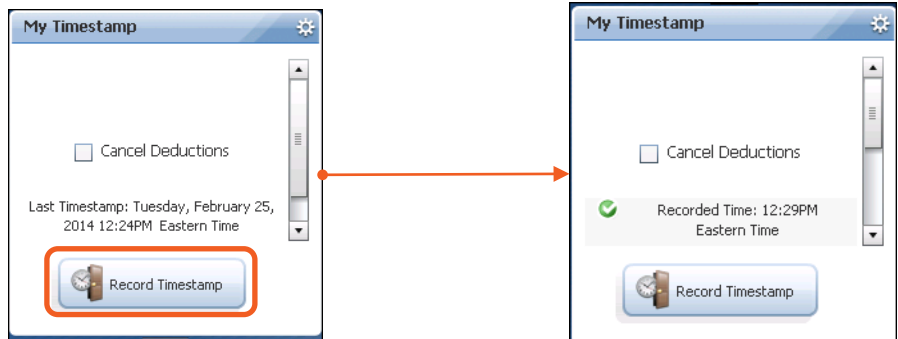 My Timestamp
Cancel Deductions
Last Timestamp: Tuesday, February 25,
2014 12:24PM Eastern Time
Record Timestamp
My Timestamp
Cancel Deductions
Recorded Time: 12:29PM
Eastern Time
Record Timestamp